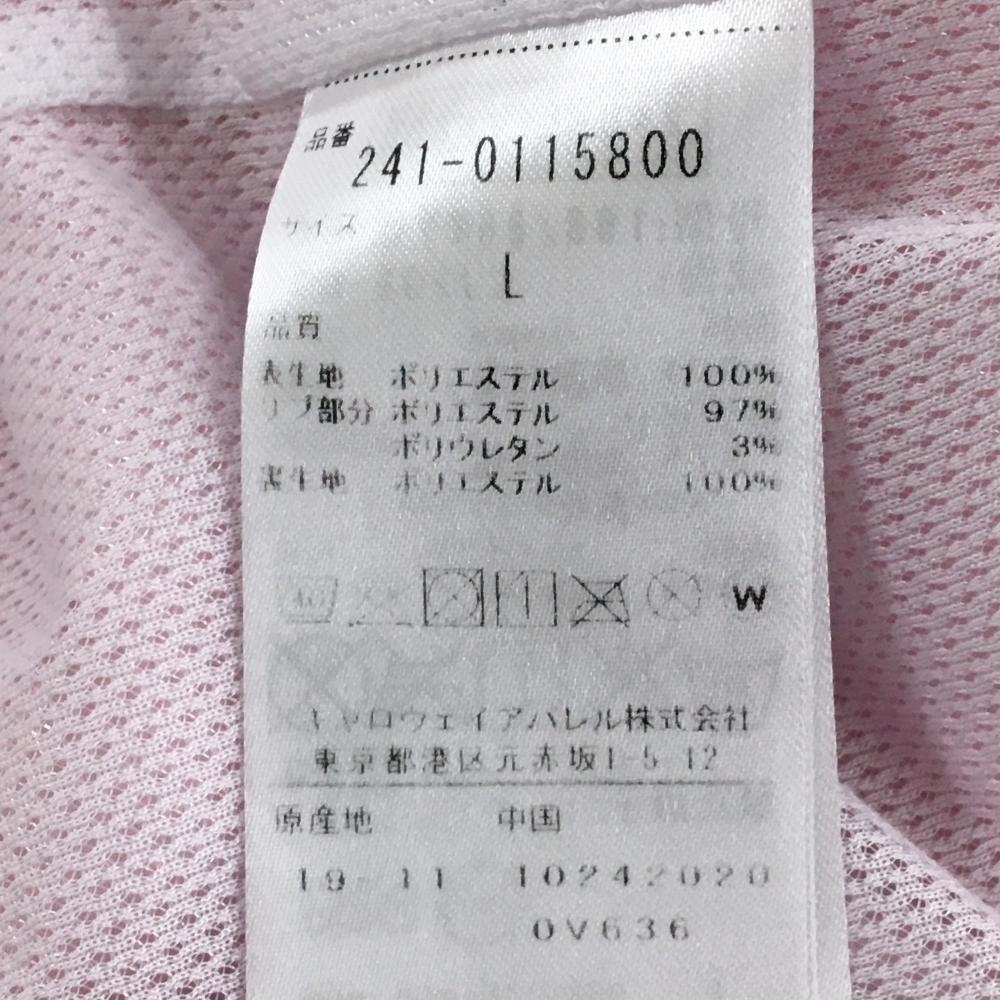 品番
241-0115800
サイズ
L
品質
表生地 ポリエステル 100%
リブ部分 ポリエステル 97%
ポリウレタン 3%
裏生地 ポリエステル 100%
40
W
キャロウェイアパレル株式会社
東京都港区元赤坂1-5-12
原産地 中国
19-11 10242020
0V636